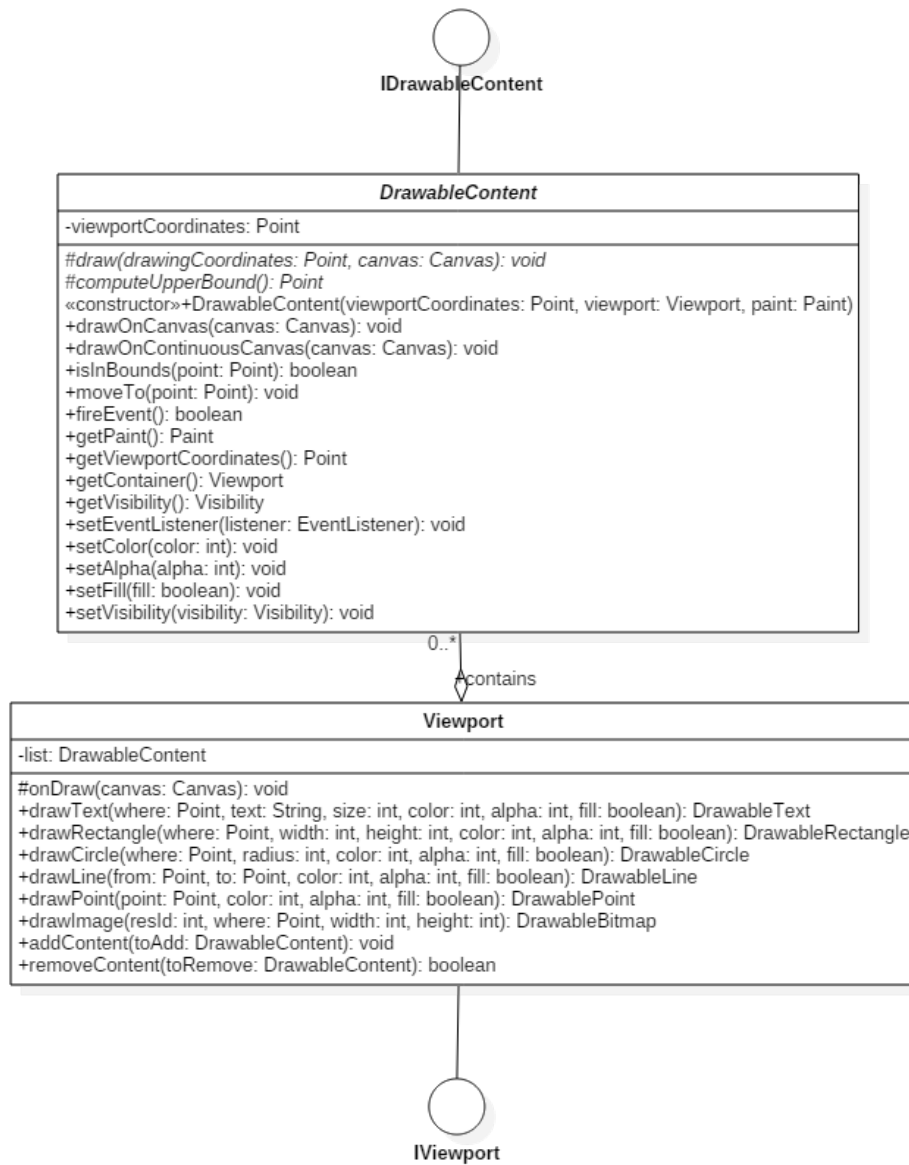 IDrawableContent
DrawableContent
-viewportCoordinates: Point
#draw(drawingCoordinates: Point, canvas: Canvas): void
#computeUpperBound(): Point
«constructor»+DrawableContent(viewportCoordinates: Point, viewport: Viewport, paint: Paint)
+drawOnCanvas(canvas: Canvas): void
+drawOnContinuousCanvas(canvas: Canvas): void
+isInBounds(point: Point): boolean
+moveTo(point: Point): void
+fireEvent(): boolean
+getPaint(): Paint
+getViewportCoordinates(): Point
+getContainer(): Viewport
+getVisibility(): Visibility
+setEventListener(listener: EventListener): void
+setColor(color: int): void
+setAlpha(alpha: int): void
+setFill(fill: boolean): void
+setVisibility(visibility: Visibility): void
0..*
+contains
Viewport
-list: DrawableContent
#onDraw(canvas: Canvas): void
+drawText(where: Point, text: String, size: int, color: int, alpha: int, fill: boolean): DrawableText
+drawRectangle(where: Point, width: int, height: int, color: int, alpha: int, fill: boolean): DrawableRectangle
+drawCircle(where: Point, radius: int, color: int, alpha: int, fill: boolean): DrawableCircle
+drawLine(from: Point, to: Point, color: int, alpha: int, fill: boolean): DrawableLine
+drawPoint(point: Point, color: int, alpha: int, fill: boolean): DrawablePoint
+drawImage(resId: int, where: Point, width: int, height: int): DrawableBitmap
+addContent(toAdd: DrawableContent): void
+removeContent(toRemove: DrawableContent): boolean
IViewport